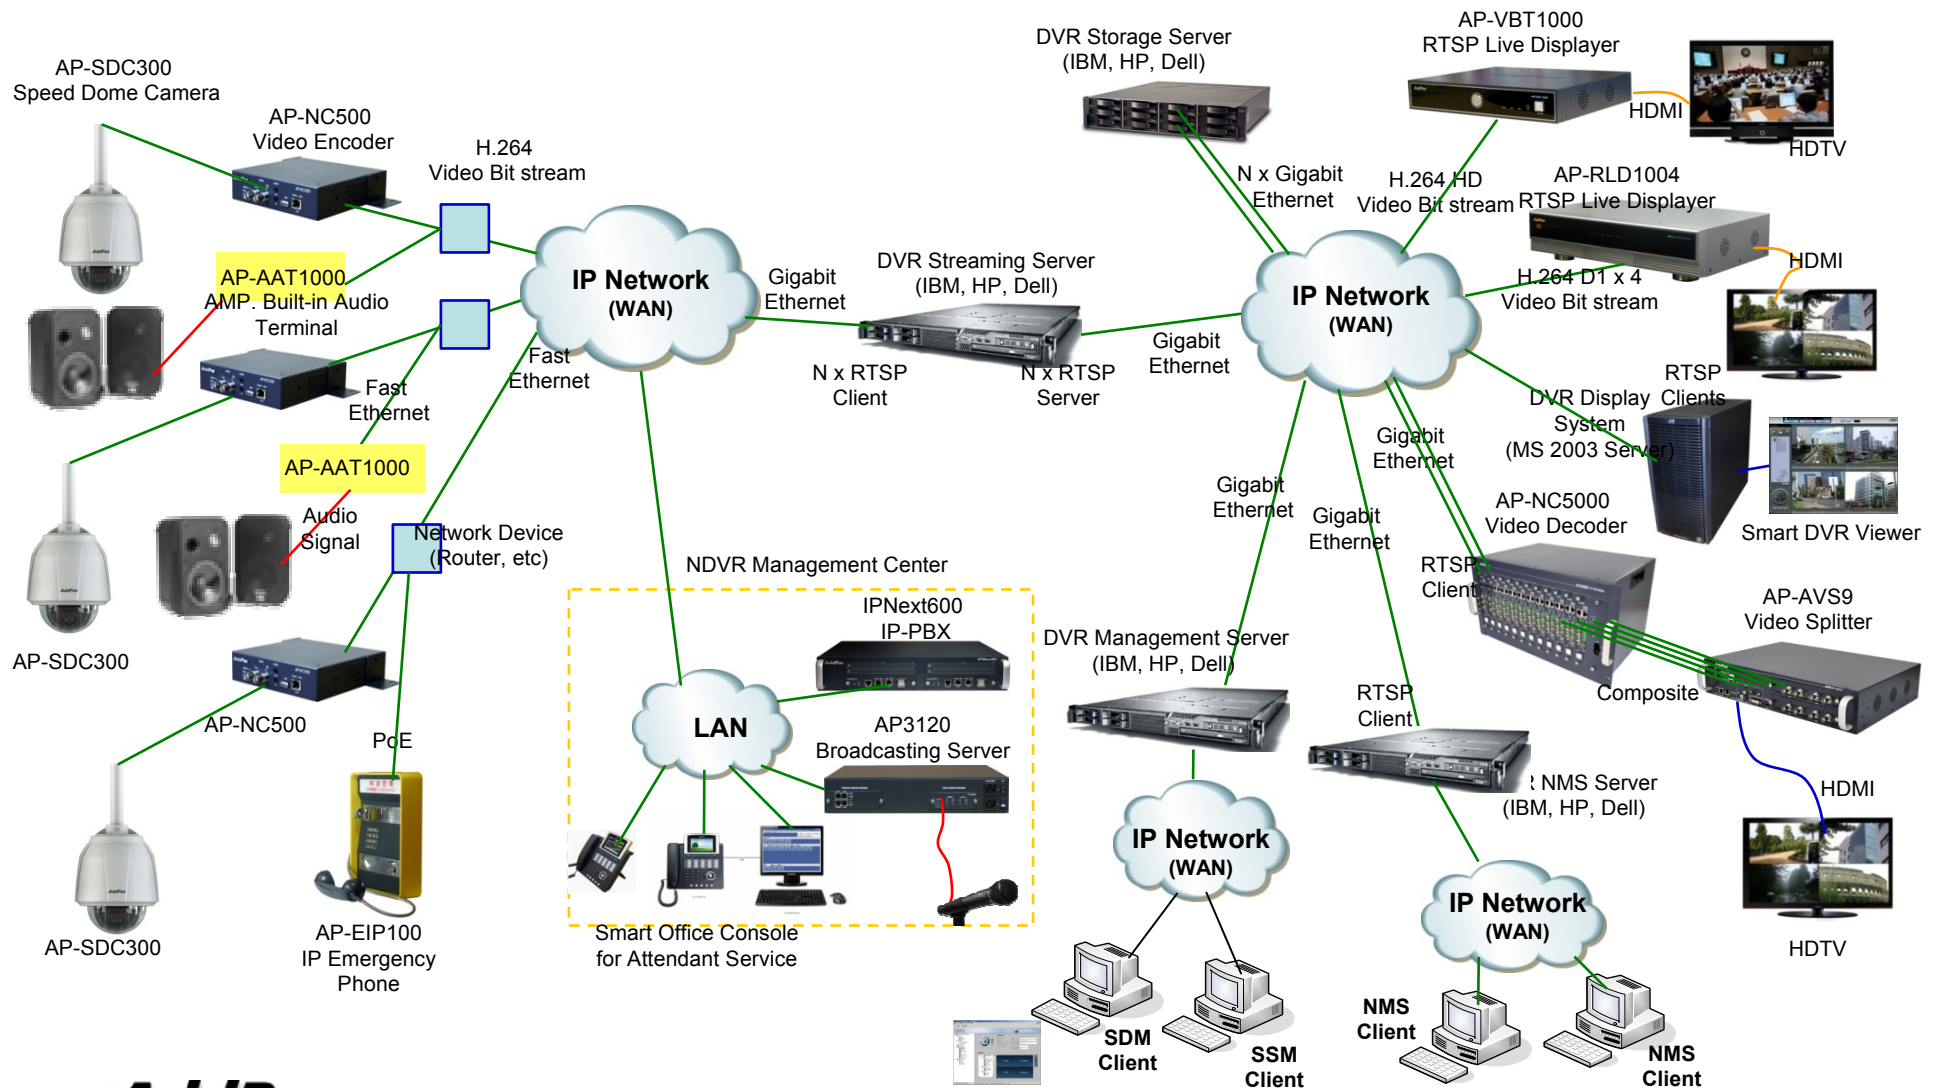 AP-SDC300
Speed Dome Camera
AP-NC500
Video Encoder
H.264
Video Bit stream
AP-AAT1000
AMP. Built-in Audio
Terminal
Fast
Ethernet
AP-AAT1000
Audio
Signal
Network Device
(Router, etc)
AP-SDC300
AP-NC500
PoE
AP-SDC300
AP-EIP100
IP Emergency
Phone
IP Network
(WAN)
Fast
Ethernet
Gigabit
Ethernet
DVR Streaming Server
(IBM, HP, Dell)
N x RTSP
Client
N x RTSP
Server
Gigabit
Ethernet
NDVR Management Center
IPNext600
IP-PBX
LAN
AP3120
Broadcasting Server
Smart Office Console
for Attendant Service
DVR Storage Server
(IBM, HP, Dell)
N x Gigabit
Ethernet
IP Network
(WAN)
AP-VBT1000
RTSP Live Displayer
HDMI
HDTV
H.264 HD
Video Bit stream
AP-RLD1004
RTSP Live Displayer
HDMI
H.264 D1 x 4
Video Bit stream
RTSP
Clients
DVR Display
System
(MS 2003 Server)
Smart DVR Viewer
Gigabit
Ethernet
Gigabit
Ethernet
Gigabit
Ethernet
AP-NC5000
Video Decoder
RTSP
Client
AP-AVS9
Video Splitter
Composite
HDMI
HDTV
DVR Management Server
(IBM, HP, Dell)
RTSP
Client
R NMS Server
(IBM, HP, Dell)
IP Network
(WAN)
IP Network
(WAN)
SDM
Client
SSM
Client
NMS
Client
NMS
Client